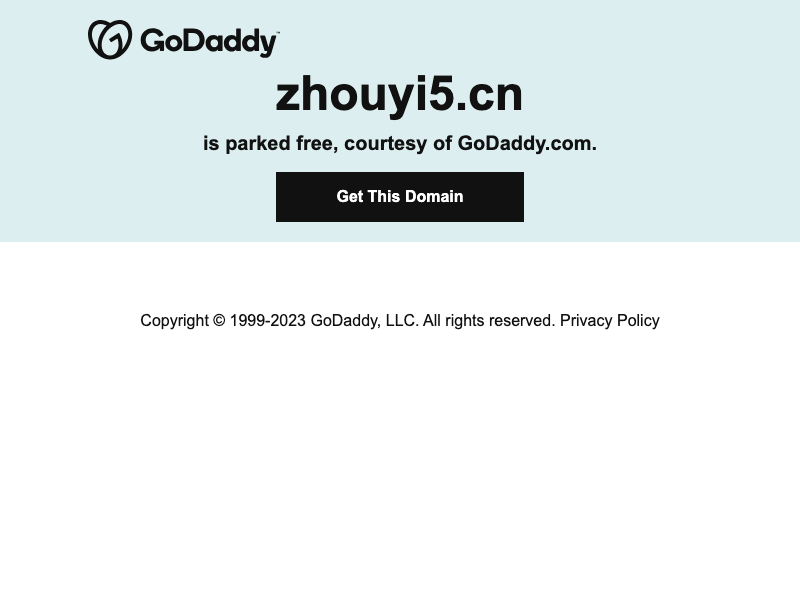 GoDaddy™
zhouyi5.cn
is parked free, courtesy of GoDaddy.com.
Get This Domain
Copyright © 1999-2023 GoDaddy, LLC. All rights reserved. Privacy Policy